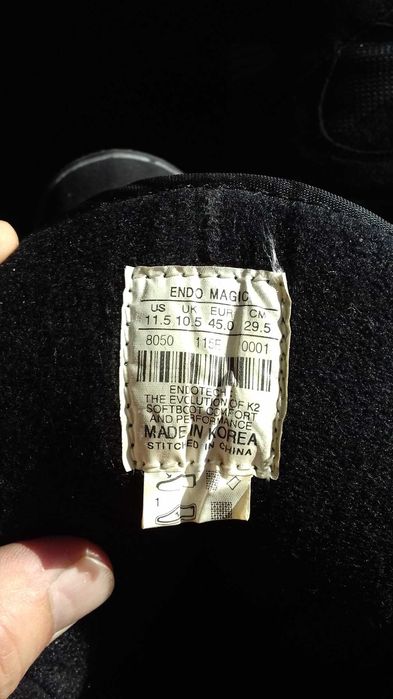 ENDO MAGIC
US UK EUR CM
11.5 10.5 45.0 29.5
8050 115E 0001
ENDOTECH
THE EVOLUTION OF K2
SOFTBOOT COMFORT
AND PERFORMANCE
MADE IN KOREA
STITCHED IN CHINA
1